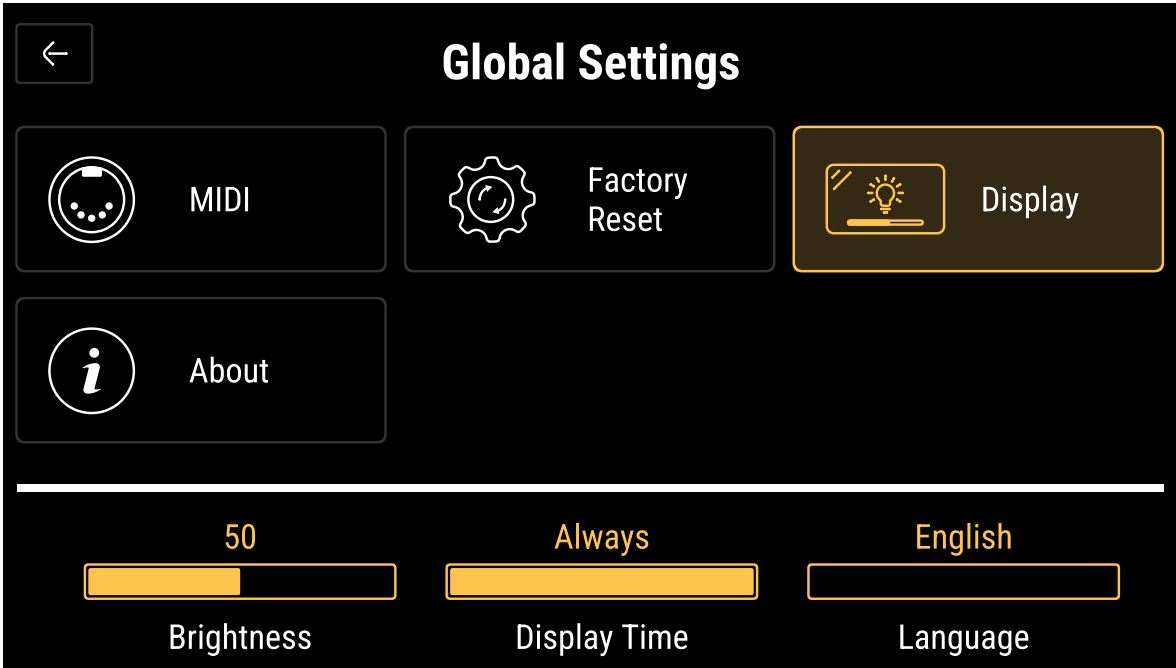 Global Settings
MIDI
Factory
Reset
Display
About
50
Always
English
Brightness
Display Time
Language